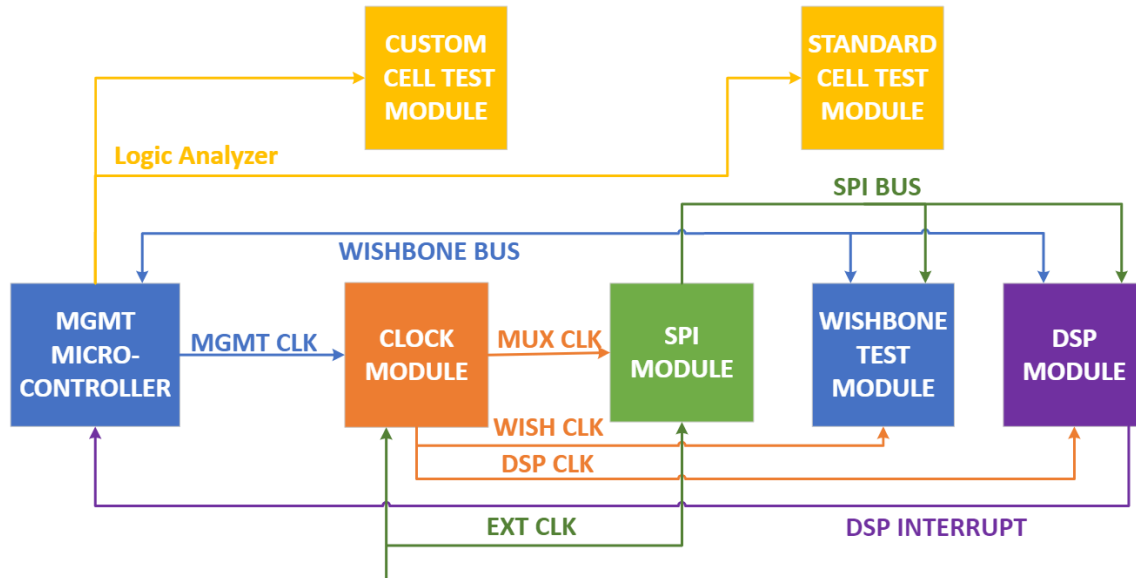 CUSTOM
CELL TEST
MODULE
STANDARD
CELL TEST
MODULE
Logic Analyzer
SPI BUS
WISHBONE BUS
MGMT
MICRO-
CONTROLLER
MGMT CLK
CLOCK
MODULE
MUX CLK
SPI
MODULE
WISHBONE
TEST
MODULE
DSP
MODULE
WISH CLK
DSP CLK
EXT CLK
DSP INTERRUPT